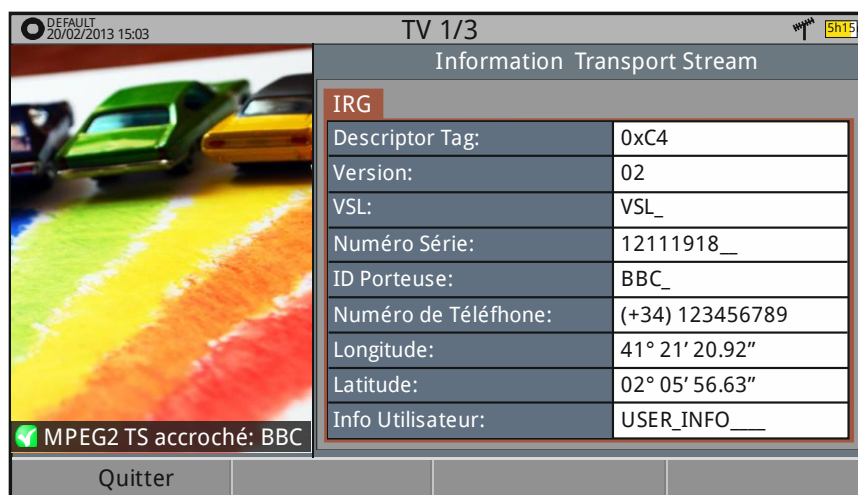 DEFAULT
20/02/2013 15:03
TV 1/3
5h15
Information Transport Stream
IRG
Descriptor Tag: 0xC4
Version: 02
VSL: VSL_
Numéro Série: 12111918__
ID Porteuse: BBC_
Numéro de Téléfhone: (+34) 123456789
Longitude: 41° 21’ 20.92”
Latitude: 02° 05’ 56.63”
Info Utilisateur: USER_INFO____
MPEG2 TS accroché: BBC
Quitter